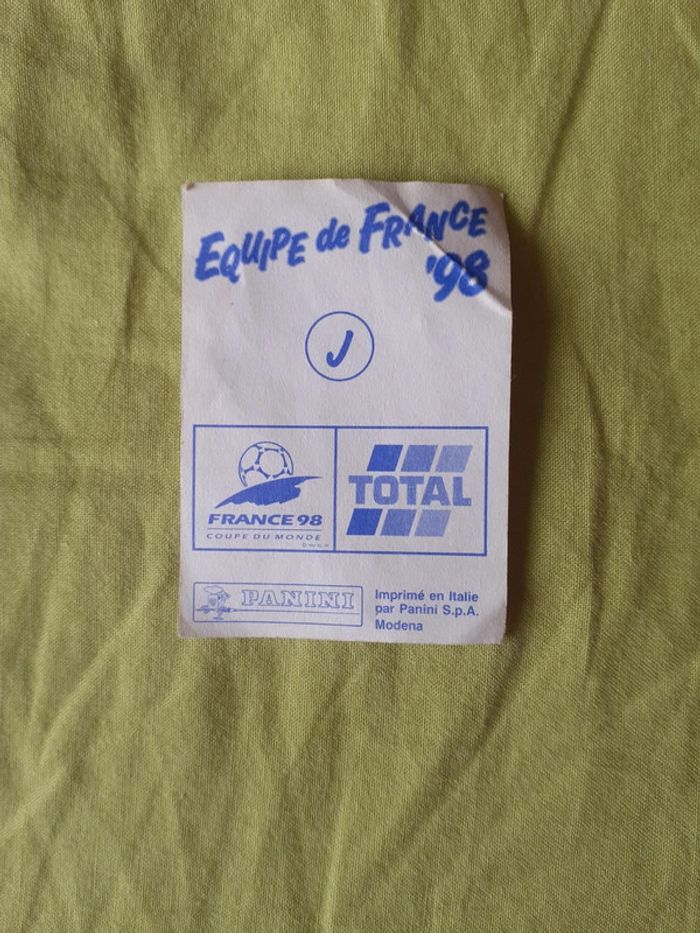 EQUIPE de FRANCE
'98
J
FRANCE 98
COUPE DU MONDE
TOTAL
PANINI
Imprimé en Italie
par Panini S.p.A.
Modena